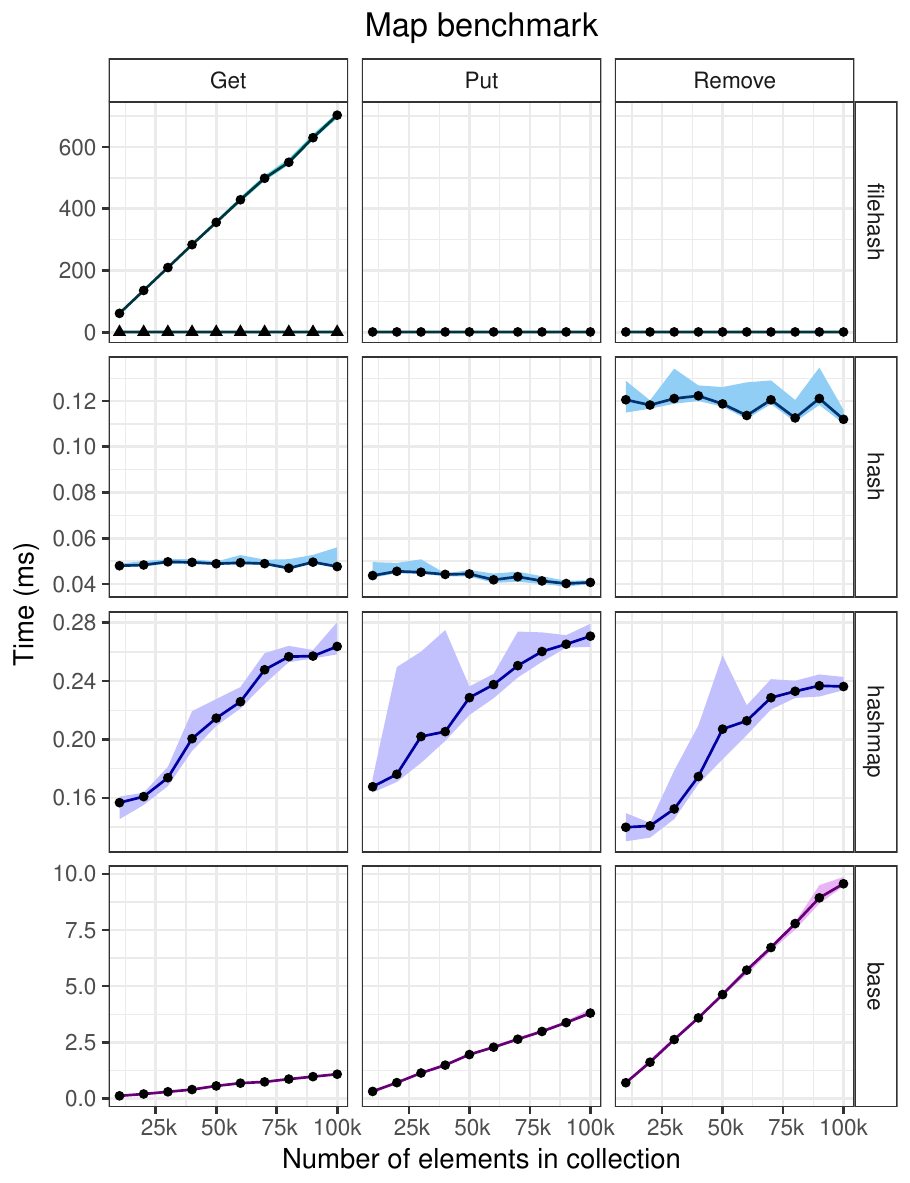 Map benchmark
Get
Put
Remove
600
400
200
0
filehash
0.12
0.10
0.08
0.06
0.04
hash
Time (ms)
0.28
0.24
0.20
0.16
hashmap
10.0
7.5
5.0
2.5
0.0
base
25k 50k 75k 100k 25k 50k 75k 100k 25k 50k 75k 100k
Number of elements in collection